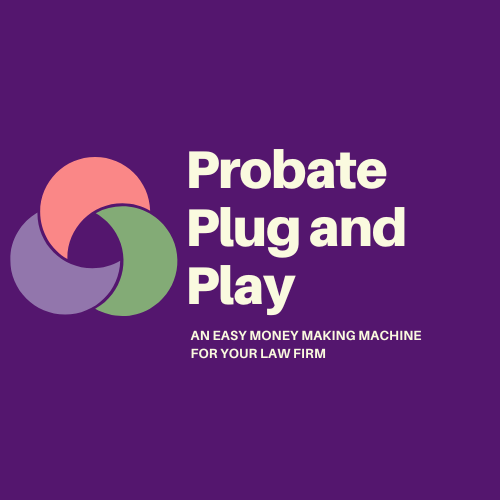 Probate
Plug and
Play
AN EASY MONEY MAKING MACHINE
FOR YOUR LAW FIRM